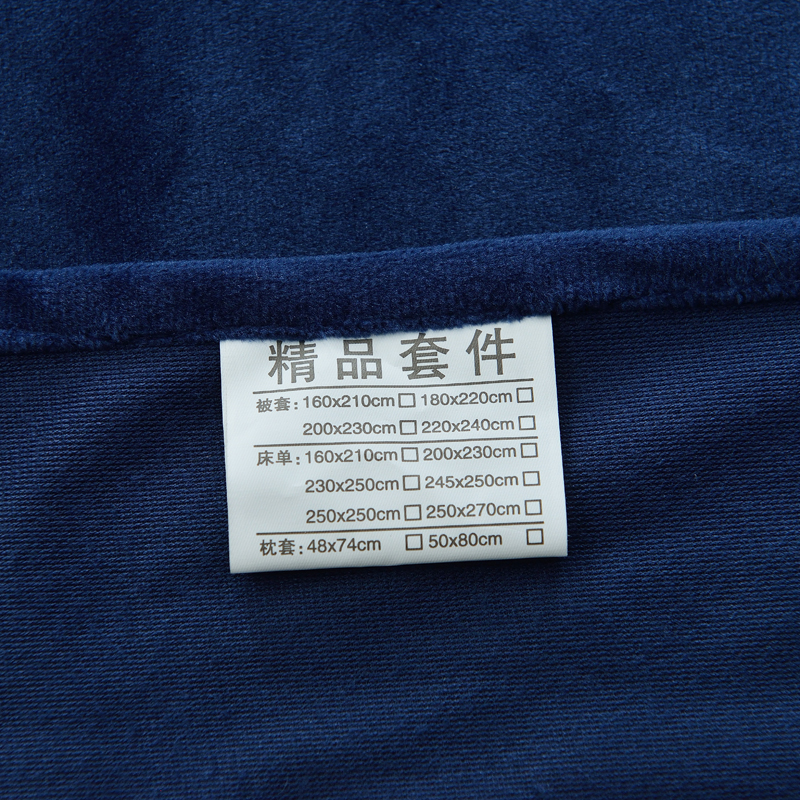 精品套件
被套：160x210cm□ 180x220cm□
200x230cm□ 220x240cm□
床单：160x210cm□ 200x230cm□
230x250cm□ 245x250cm□
250x250cm□ 250x270cm□
枕套：48x74cm □ 50x80cm □